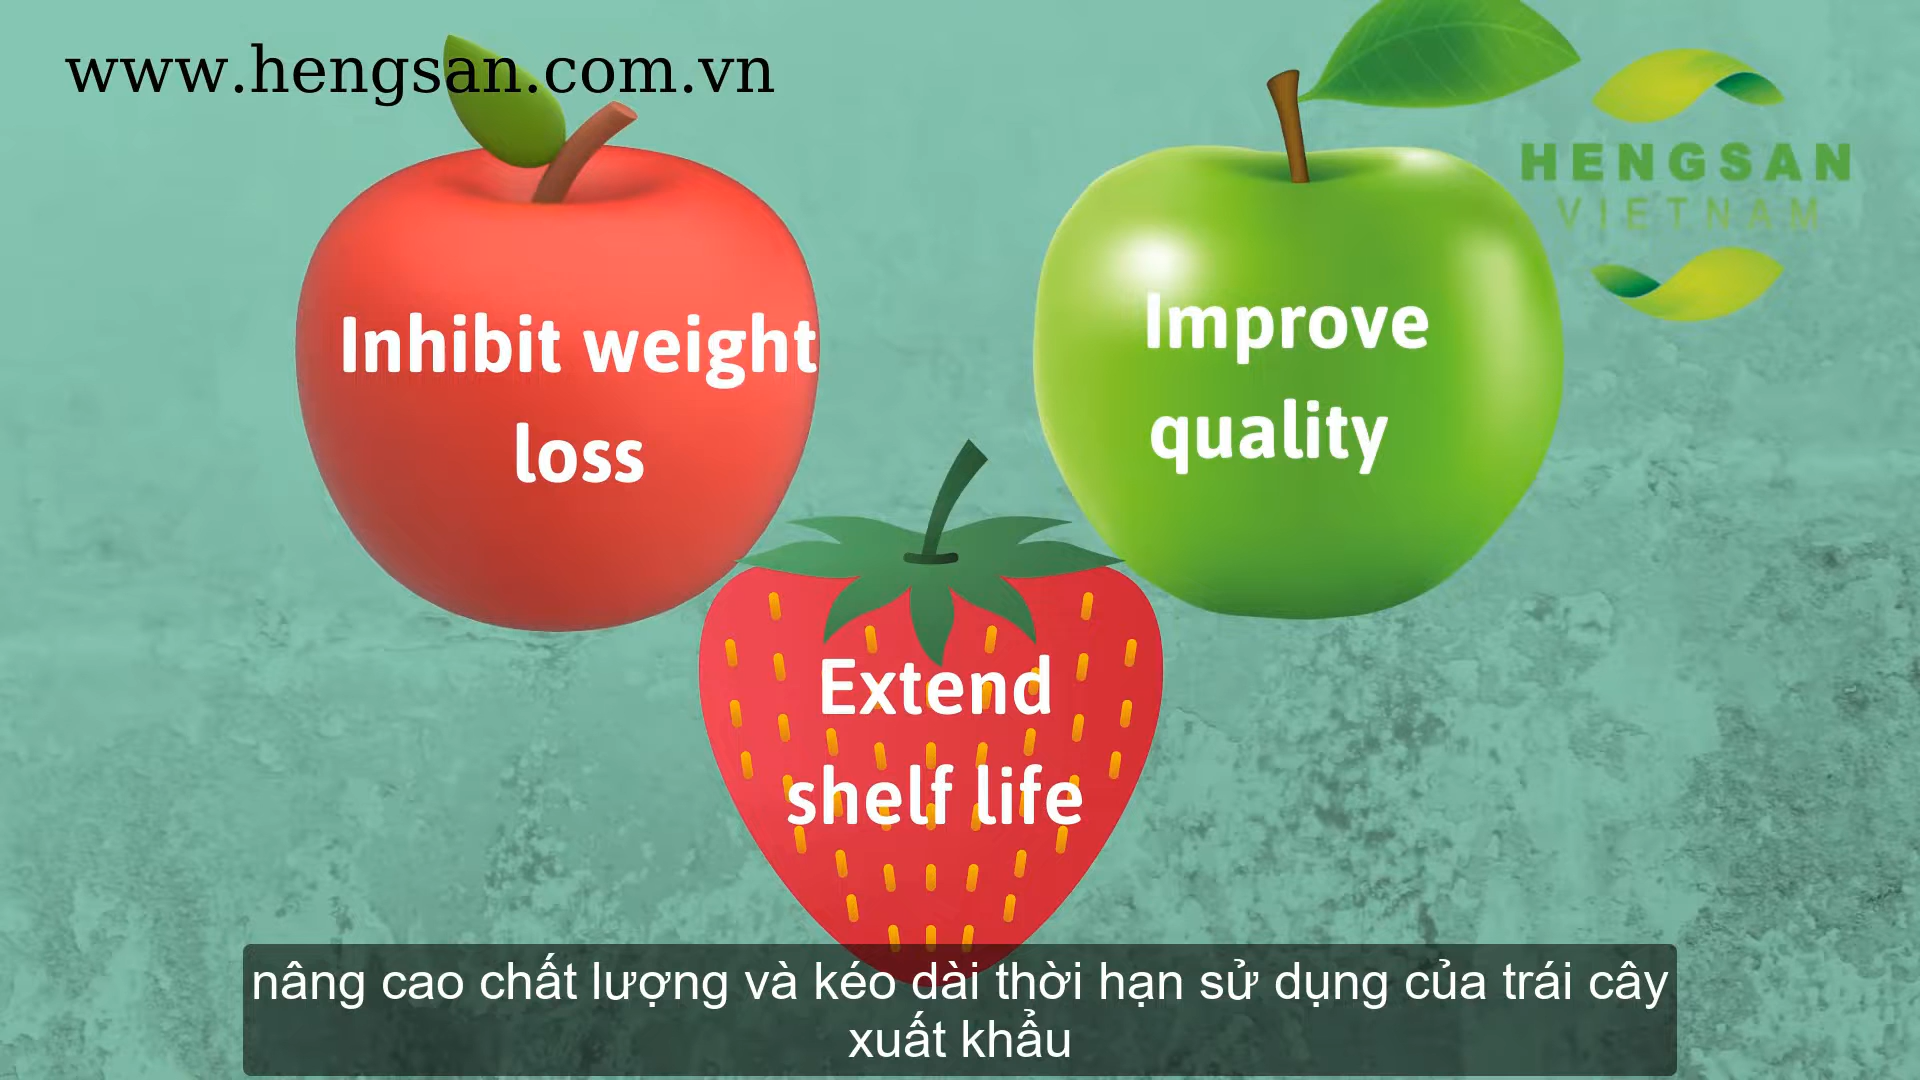 www.hengsan.com.vn
HENGSAN
VIETNAM
Inhibit weight
loss
Improve
quality
Extend
shelf life
nâng cao chất lượng và kéo dài thời hạn sử dụng của trái cây
xuất khẩu